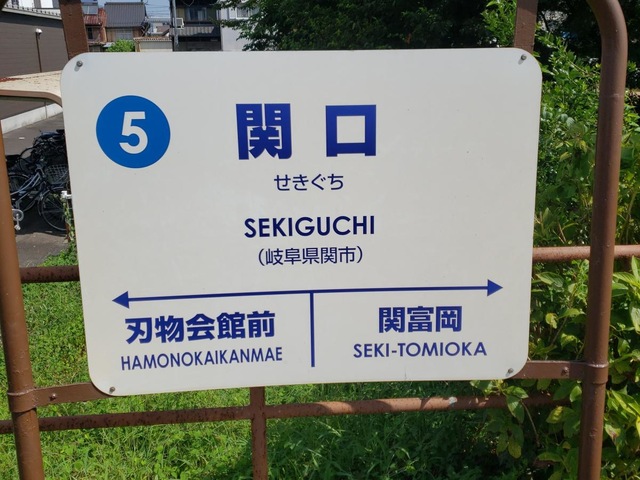 5
関口
せきぐち
SEKIGUCHI
(岐阜県関市)
刃物会館前
HAMONOKAIKANMAE
関富岡
SEKI-TOMIOKA